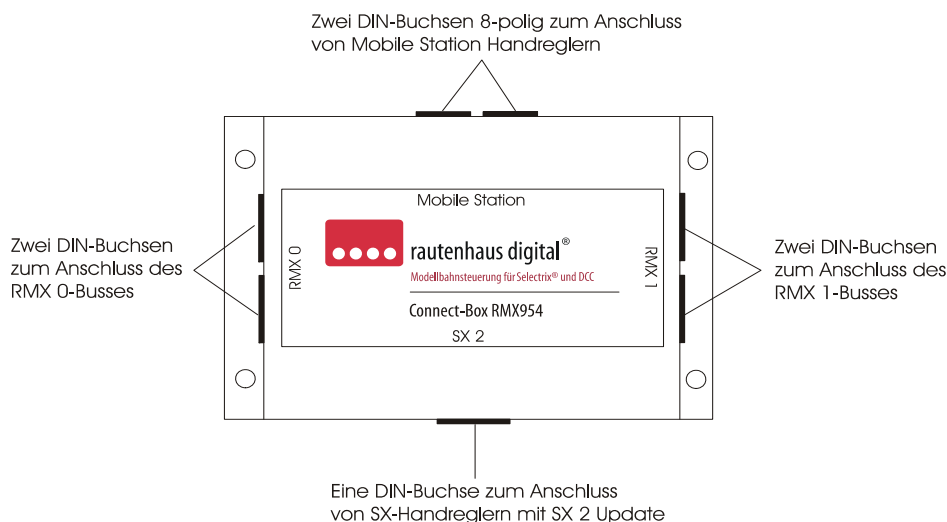 Zwei DIN-Buchsen 8-polig zum Anschluss
von Mobile Station Handreglern
Mobile Station
Zwei DIN-Buchsen
zum Anschluss des
RMX 0-Busses
RMX 0
rautenhaus digital®
Modellbahnsteuerung für Selectrix® und DCC
Connect-Box RMX954
SX 2
RMX 1
Zwei DIN-Buchsen
zum Anschluss des
RMX 1-Busses
Eine DIN-Buchse zum Anschluss
von SX-Handreglern mit SX 2 Update